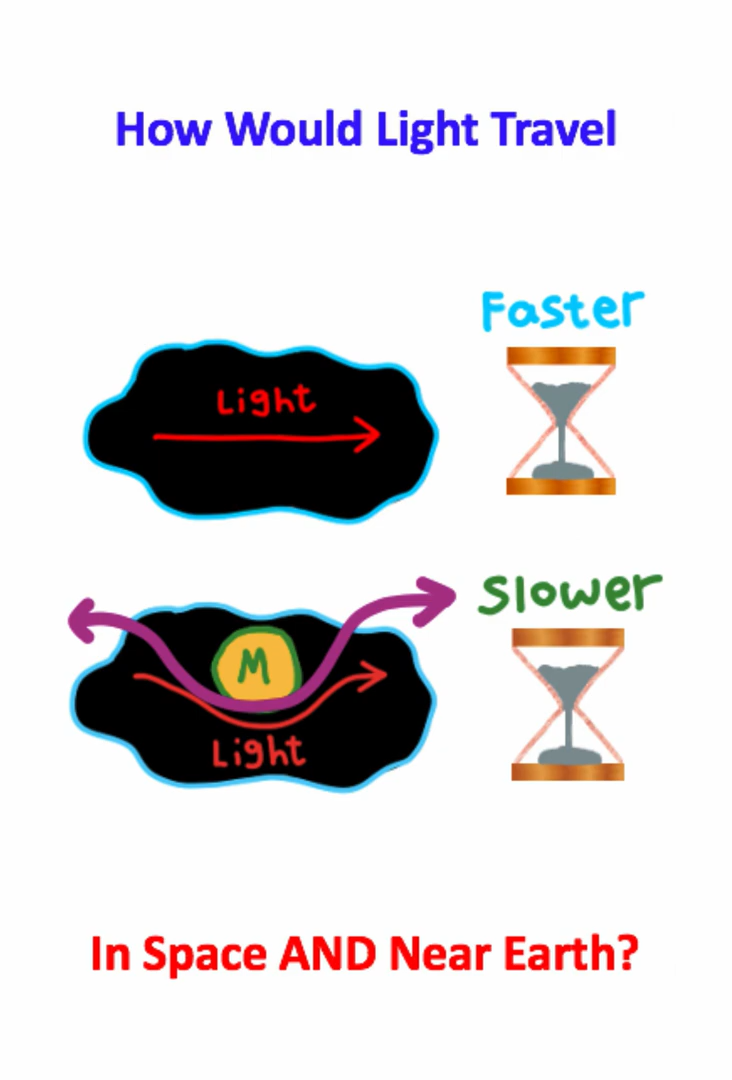 How Would Light Travel
Faster
Light
Slower
M
Light
In Space AND Near Earth?